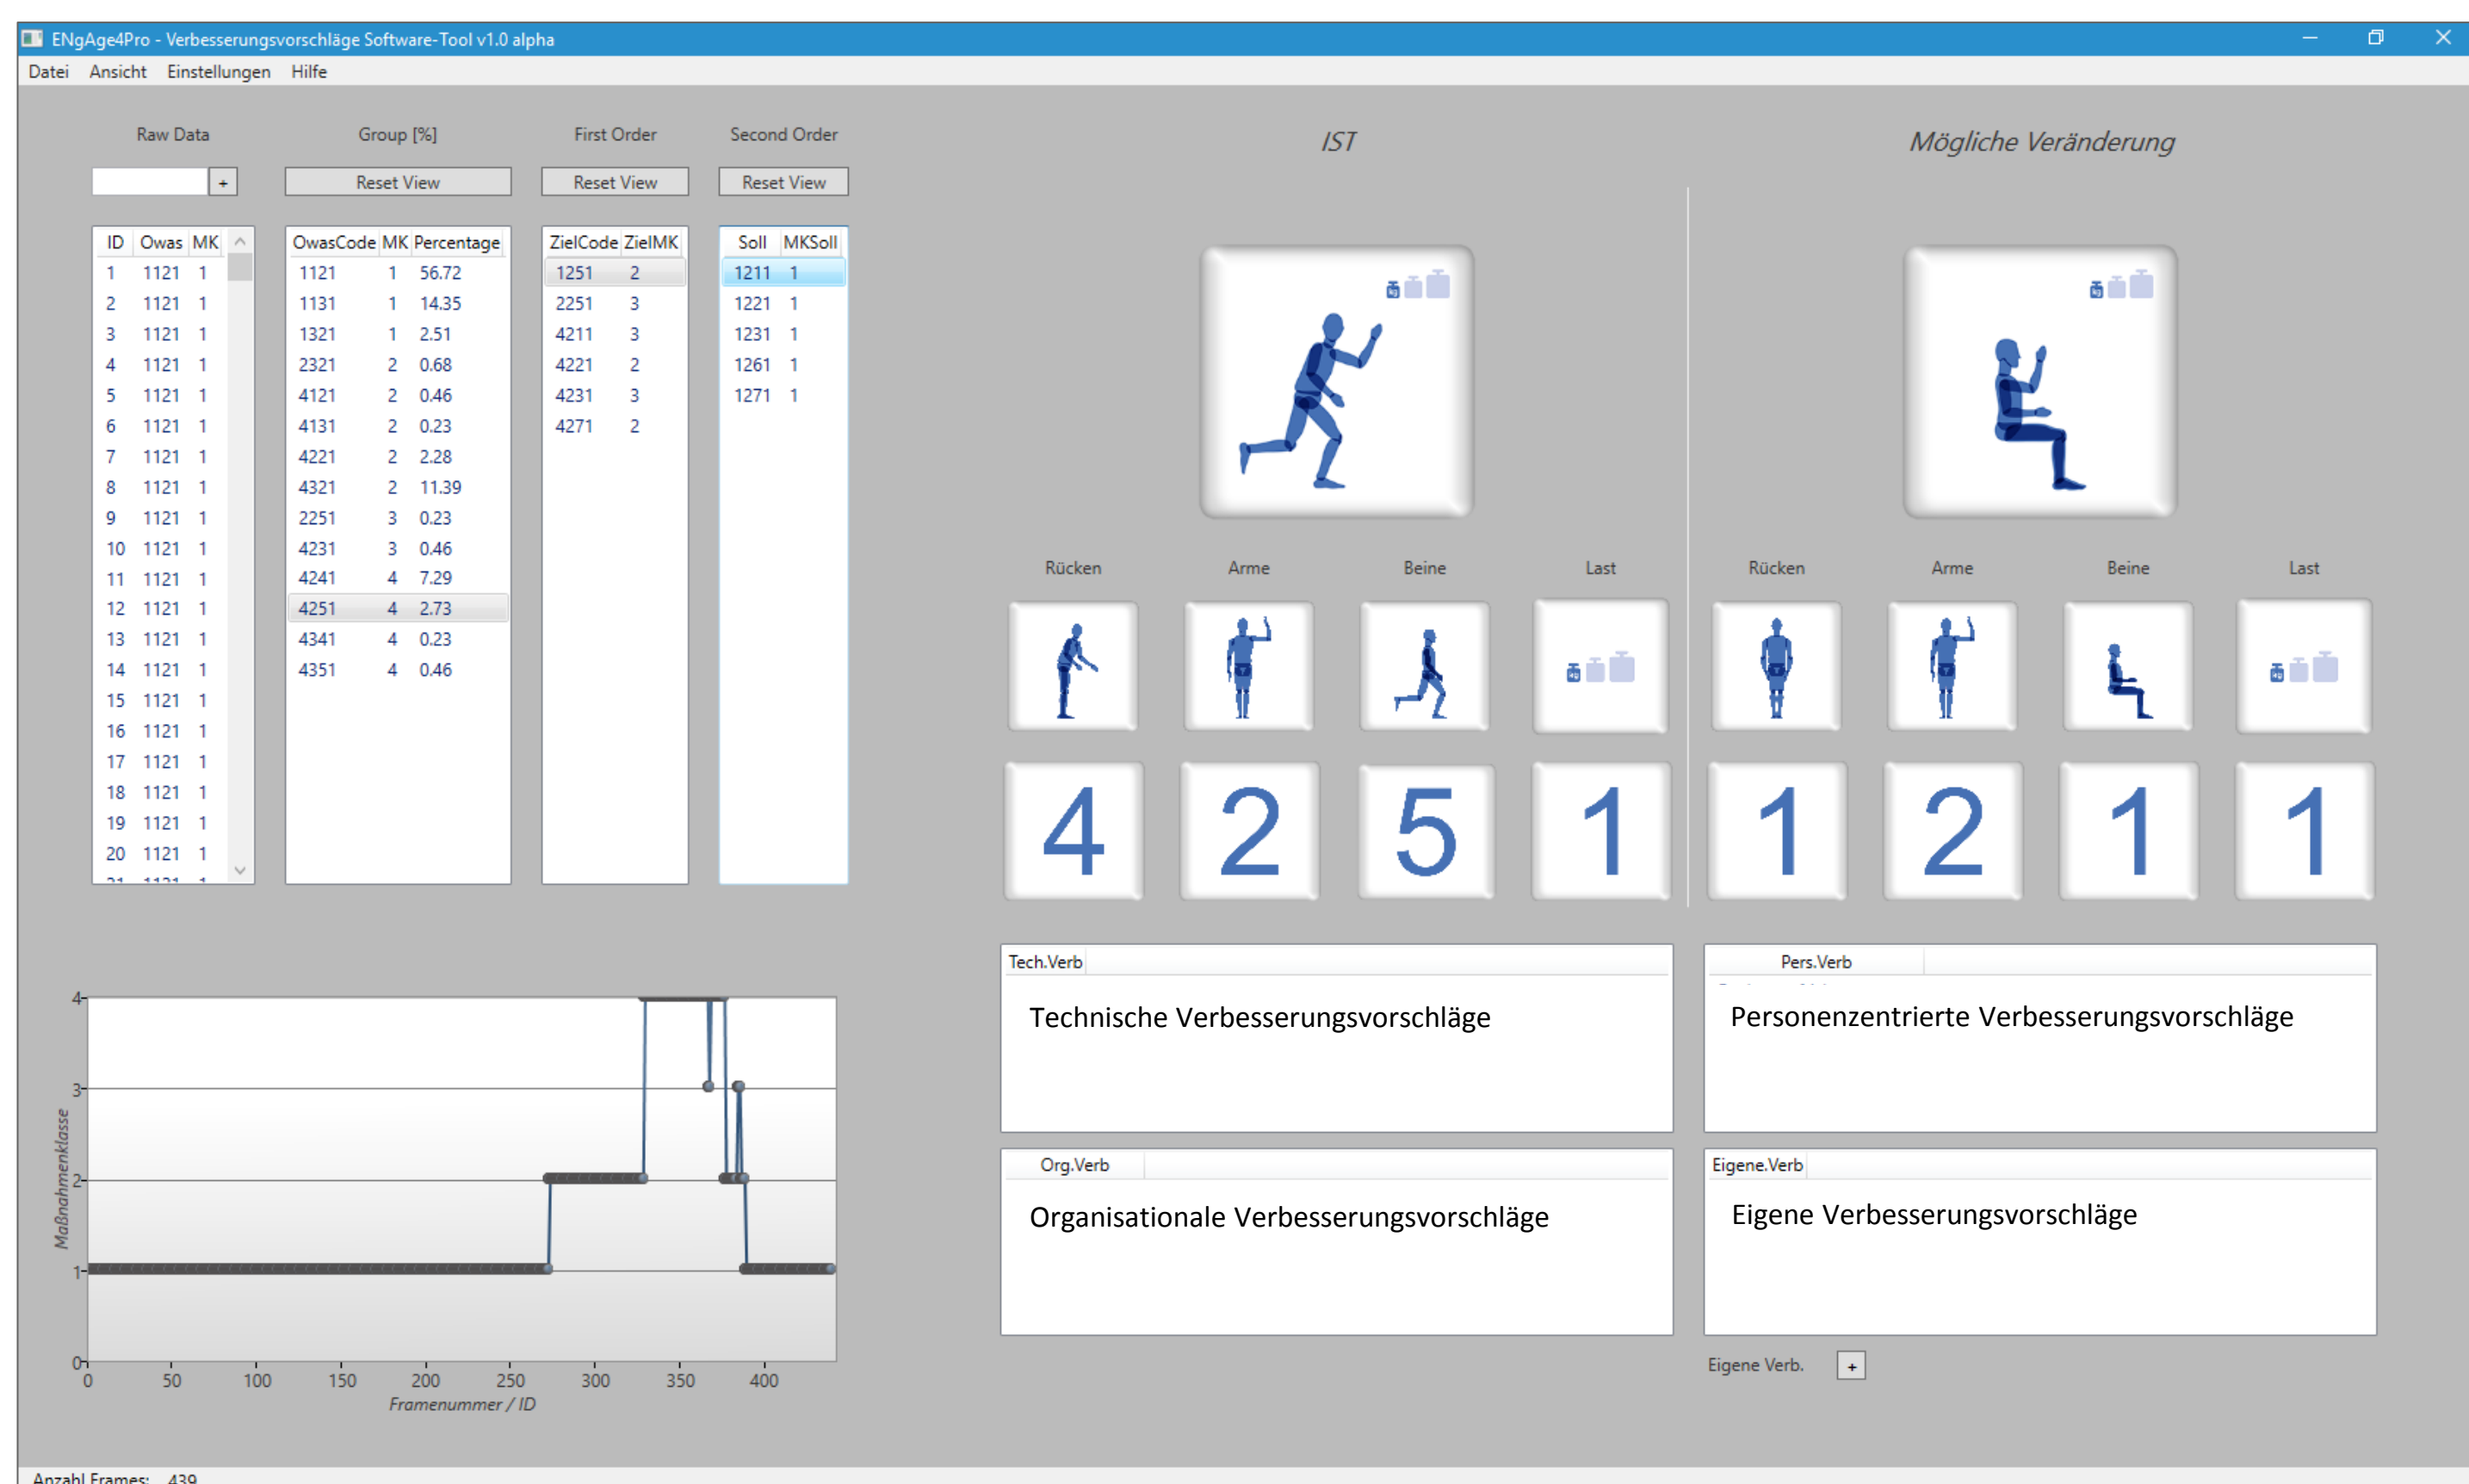 ENgAge4Pro - Verbesserungsvorschläge Software-Tool v1.0 alpha
Datei Ansicht Einstellungen Hilfe
Raw Data Group [%] First Order Second Order
+ Reset View Reset View Reset View
IST Mögliche Veränderung
ID Owas MK OwasCode MK Percentage ZielCode ZielMK Soll MKSoll
1 1121 1 1121 1 56.72 1251 2 1211 1
2 1121 1 1131 1 14.35 2251 3 1221 1
3 1121 1 1321 1 2.51 4211 3 1231 1
4 1121 1 2321 2 0.68 4221 2 1261 1
5 1121 1 4121 2 0.46 4231 3 1271 1
6 1121 1 4131 2 0.23 4271 2
7 1121 1 4221 2 2.28
8 1121 1 4321 2 11.39
9 1121 1 2251 3 0.23
10 1121 1 4231 3 0.46
11 1121 1 4241 4 7.29
12 1121 1 4251 4 2.73
13 1121 1 4341 4 0.23
14 1121 1 4351 4 0.46
15 1121 1
16 1121 1
17 1121 1
18 1121 1
19 1121 1
20 1121 1
21 1121 1
Rücken Arme Beine Last Rücken Arme Beine Last
4 2 5 1 1 2 1 1
Tech.Verb
Technische Verbesserungsvorschläge
Pers.Verb
Personenzentrierte Verbesserungsvorschläge
Org.Verb
Organisationale Verbesserungsvorschläge
Eigene.Verb
Eigene Verbesserungsvorschläge
Eigene Verb. +
Maßnahmenklasse
4
3
2
1
0
0 50 100 150 200 250 300 350 400
Framenummer / ID
Anzahl Frames: 439